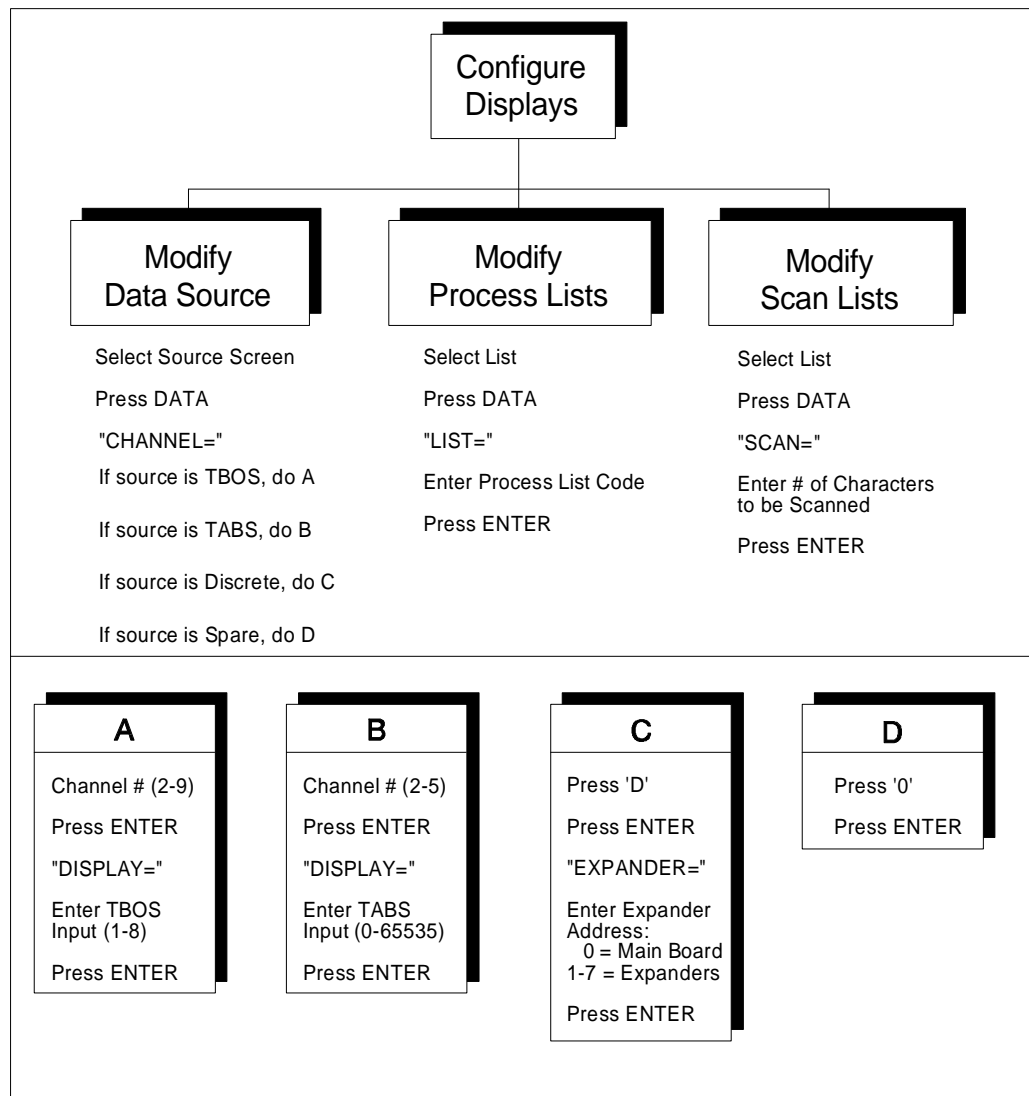 Configure
Displays
Modify
Data Source
Select Source Screen
Press DATA
"CHANNEL="
If source is TBOS, do A
If source is TABS, do B
If source is Discrete, do C
If source is Spare, do D
Modify
Process Lists
Select List
Press DATA
"LIST="
Enter Process List Code
Press ENTER
Modify
Scan Lists
Select List
Press DATA
"SCAN="
Enter # of Characters
to be Scanned
Press ENTER
A
Channel # (2-9)
Press ENTER
"DISPLAY="
Enter TBOS
Input (1-8)
Press ENTER
B
Channel # (2-5)
Press ENTER
"DISPLAY="
Enter TABS
Input (0-65535)
Press ENTER
C
Press 'D'
Press ENTER
"EXPANDER="
Enter Expander
Address:
0 = Main Board
1-7 = Expanders
Press ENTER
D
Press '0'
Press ENTER